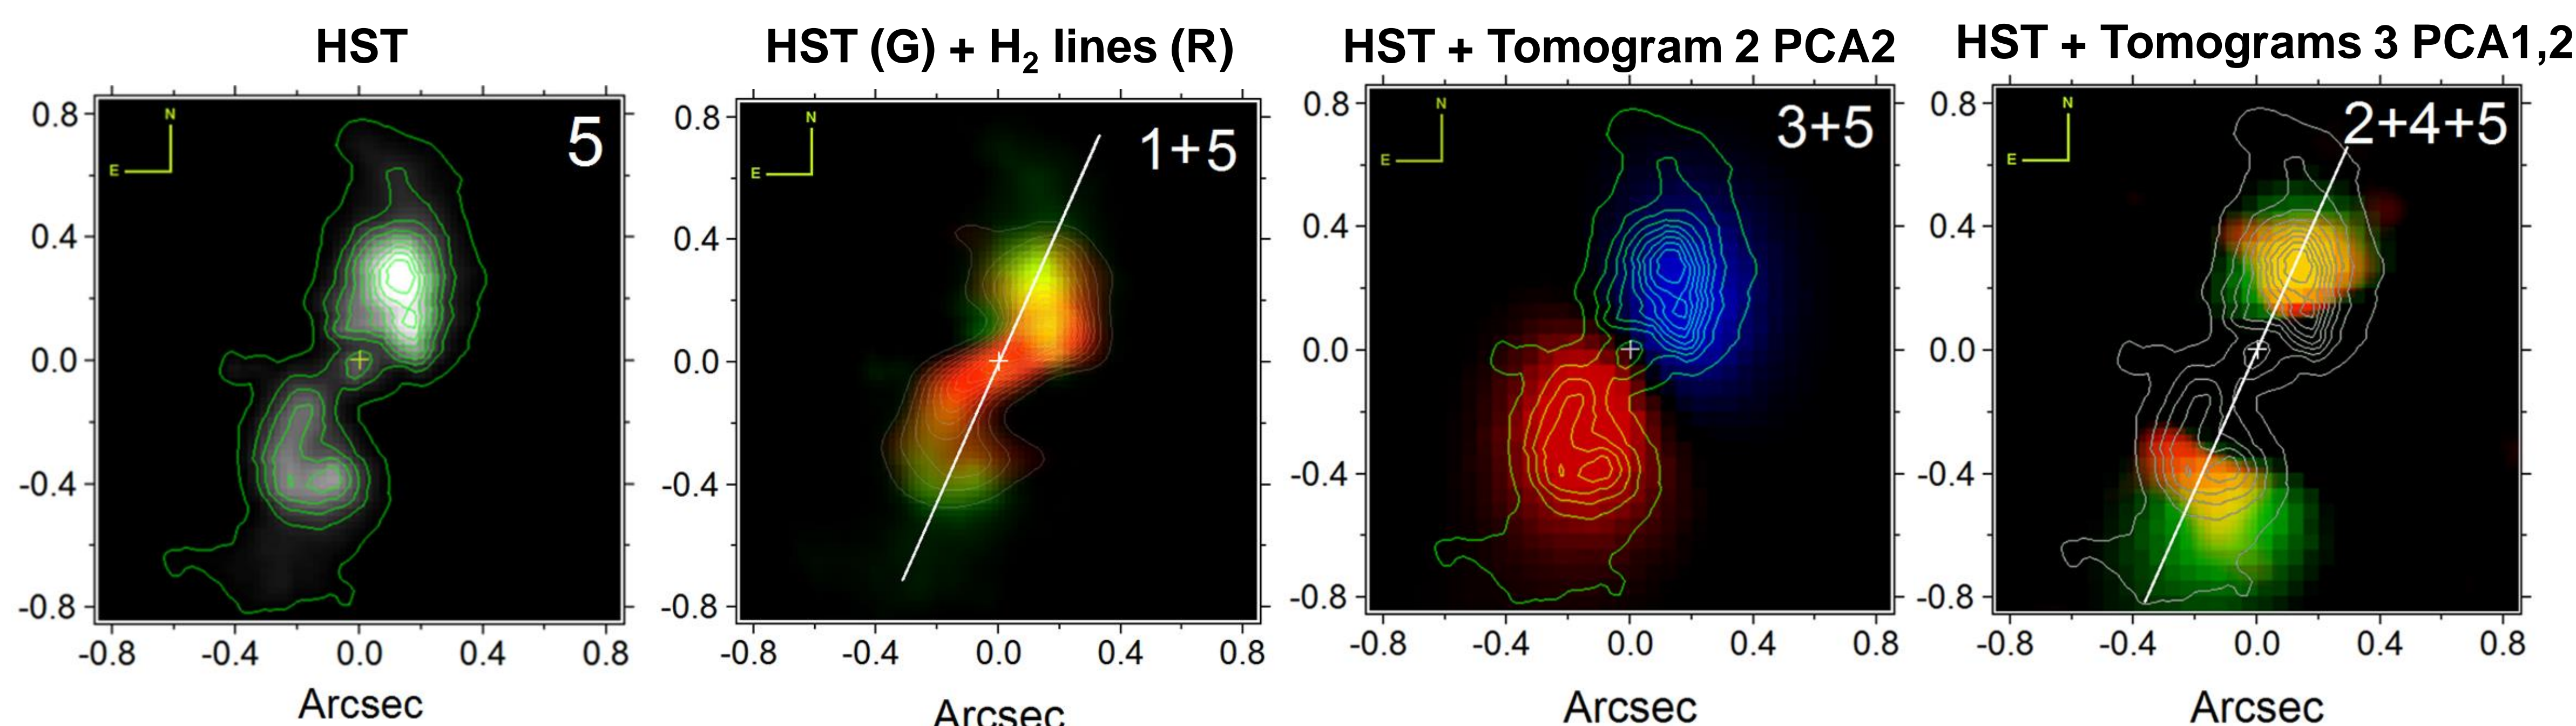 HST
HST (G) + H₂ lines (R)
HST + Tomogram 2 PCA2
HST + Tomograms 3 PCA1,2
5
1+5
3+5
2+4+5
N
E
N
E
N
E
N
E
0.8
0.4
0.0
-0.4
-0.8
0.8
0.4
0.0
-0.4
-0.8
0.8
0.4
0.0
-0.4
-0.8
0.8
0.4
0.0
-0.4
-0.8
-0.8 -0.4 0.0 0.4 0.8
-0.8 -0.4 0.0 0.4 0.8
-0.8 -0.4 0.0 0.4 0.8
-0.8 -0.4 0.0 0.4 0.8
Arcsec
Arcsec
Arcsec
Arcsec